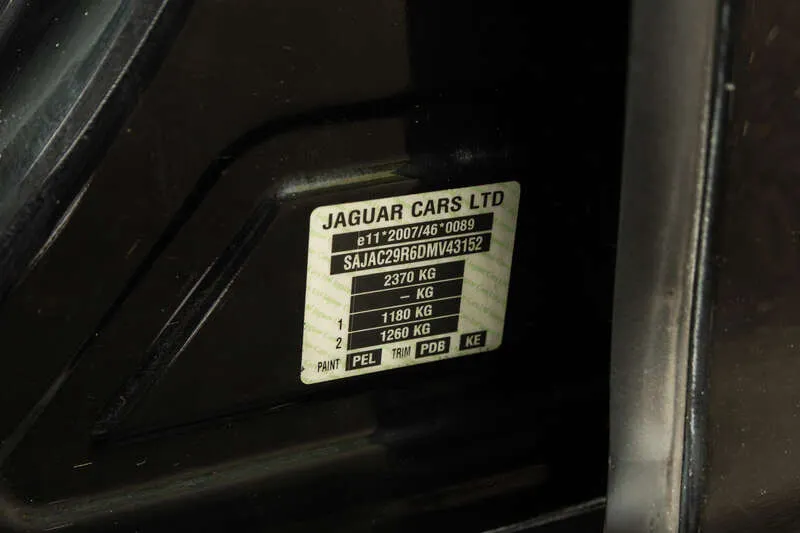 JAGUAR CARS LTD
e11*2007/46*0089
SAJAC29R6DMV43152
2370 KG
– KG
1 1180 KG
2 1260 KG
PAINT PEL TRIM PDB KE